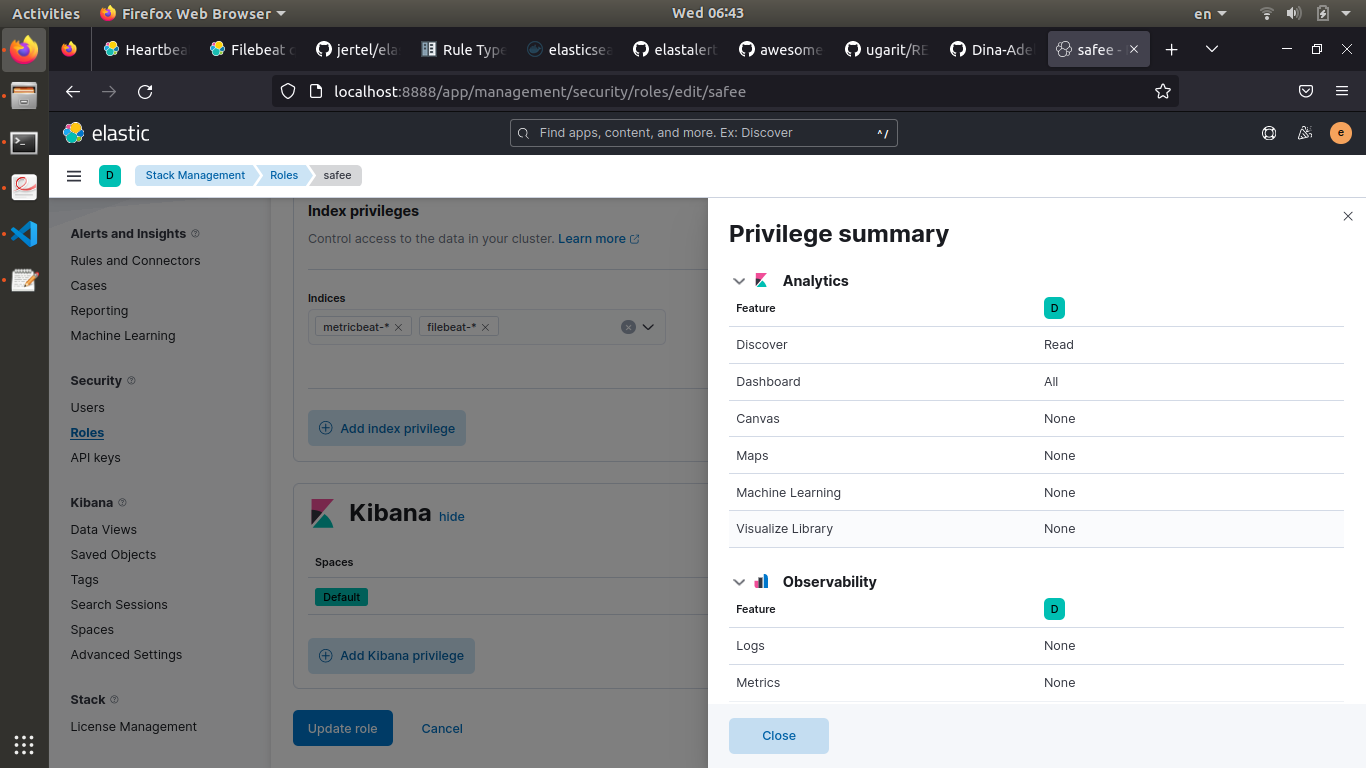 Activities
Firefox Web Browser
Wed 06:43
en
Heartbea
Filebeat o
jertel/ela
Rule Type
elasticsea
elastalert
awesome
ugarit/RE
Dina-Ade
safee -
localhost:8888/app/management/security/roles/edit/safee
elastic
Find apps, content, and more. Ex: Discover
^/
e
D
Stack Management
Roles
safee
Alerts and Insights
Rules and Connectors
Cases
Reporting
Machine Learning
Security
Users
Roles
API keys
Kibana
Data Views
Saved Objects
Tags
Search Sessions
Spaces
Advanced Settings
Stack
License Management
Index privileges
Control access to the data in your cluster. Learn more
Indices
metricbeat-*
filebeat-*
Add index privilege
Kibana hide
Spaces
Default
Add Kibana privilege
Update role
Cancel
Privilege summary
Analytics
Feature D
Discover Read
Dashboard All
Canvas None
Maps None
Machine Learning None
Visualize Library None
Observability
Feature D
Logs None
Metrics None
Close